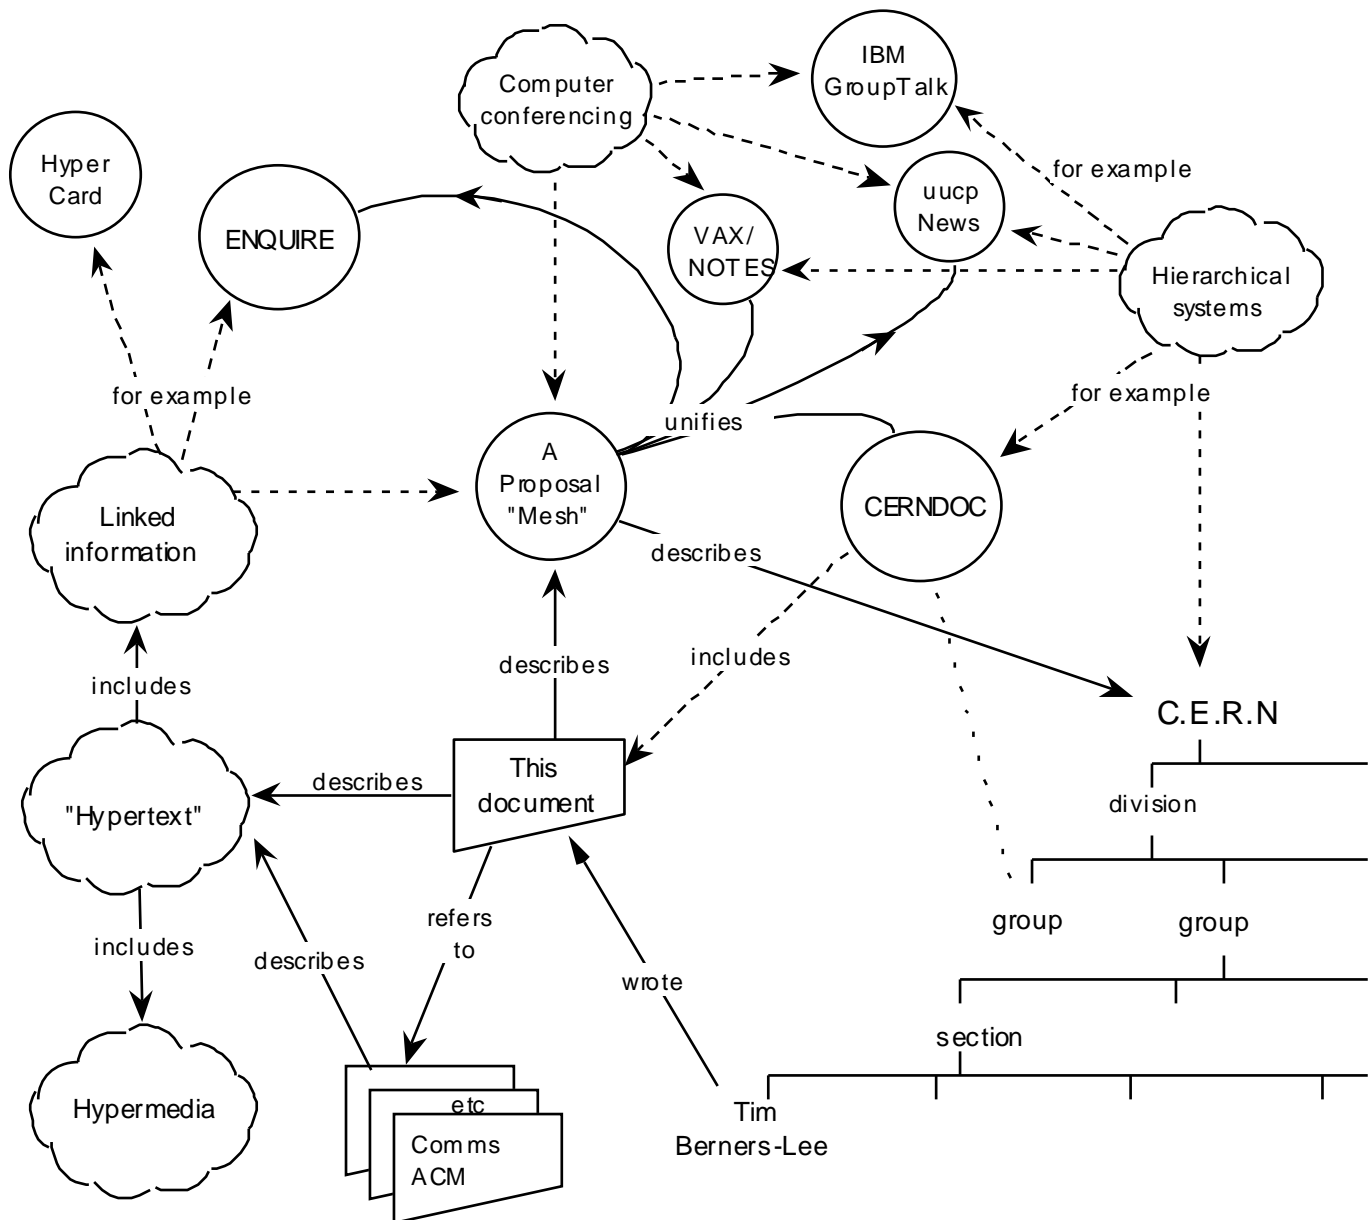 IBM
GroupTalk
Computer
conferencing
Hyper
Card
for example
uucp
News
ENQUIRE
VAX/
NOTES
Hierarchical
systems
for example
for example
unifies
A
Proposal
"Mesh"
CERNDOC
Linked
information
describes
describes
includes
includes
C.E.R.N
This
document
describes
"Hypertext"
division
refers
to
group
group
includes
describes
wrote
section
Hypermedia
etc
Comms
ACM
Tim
Berners-Lee